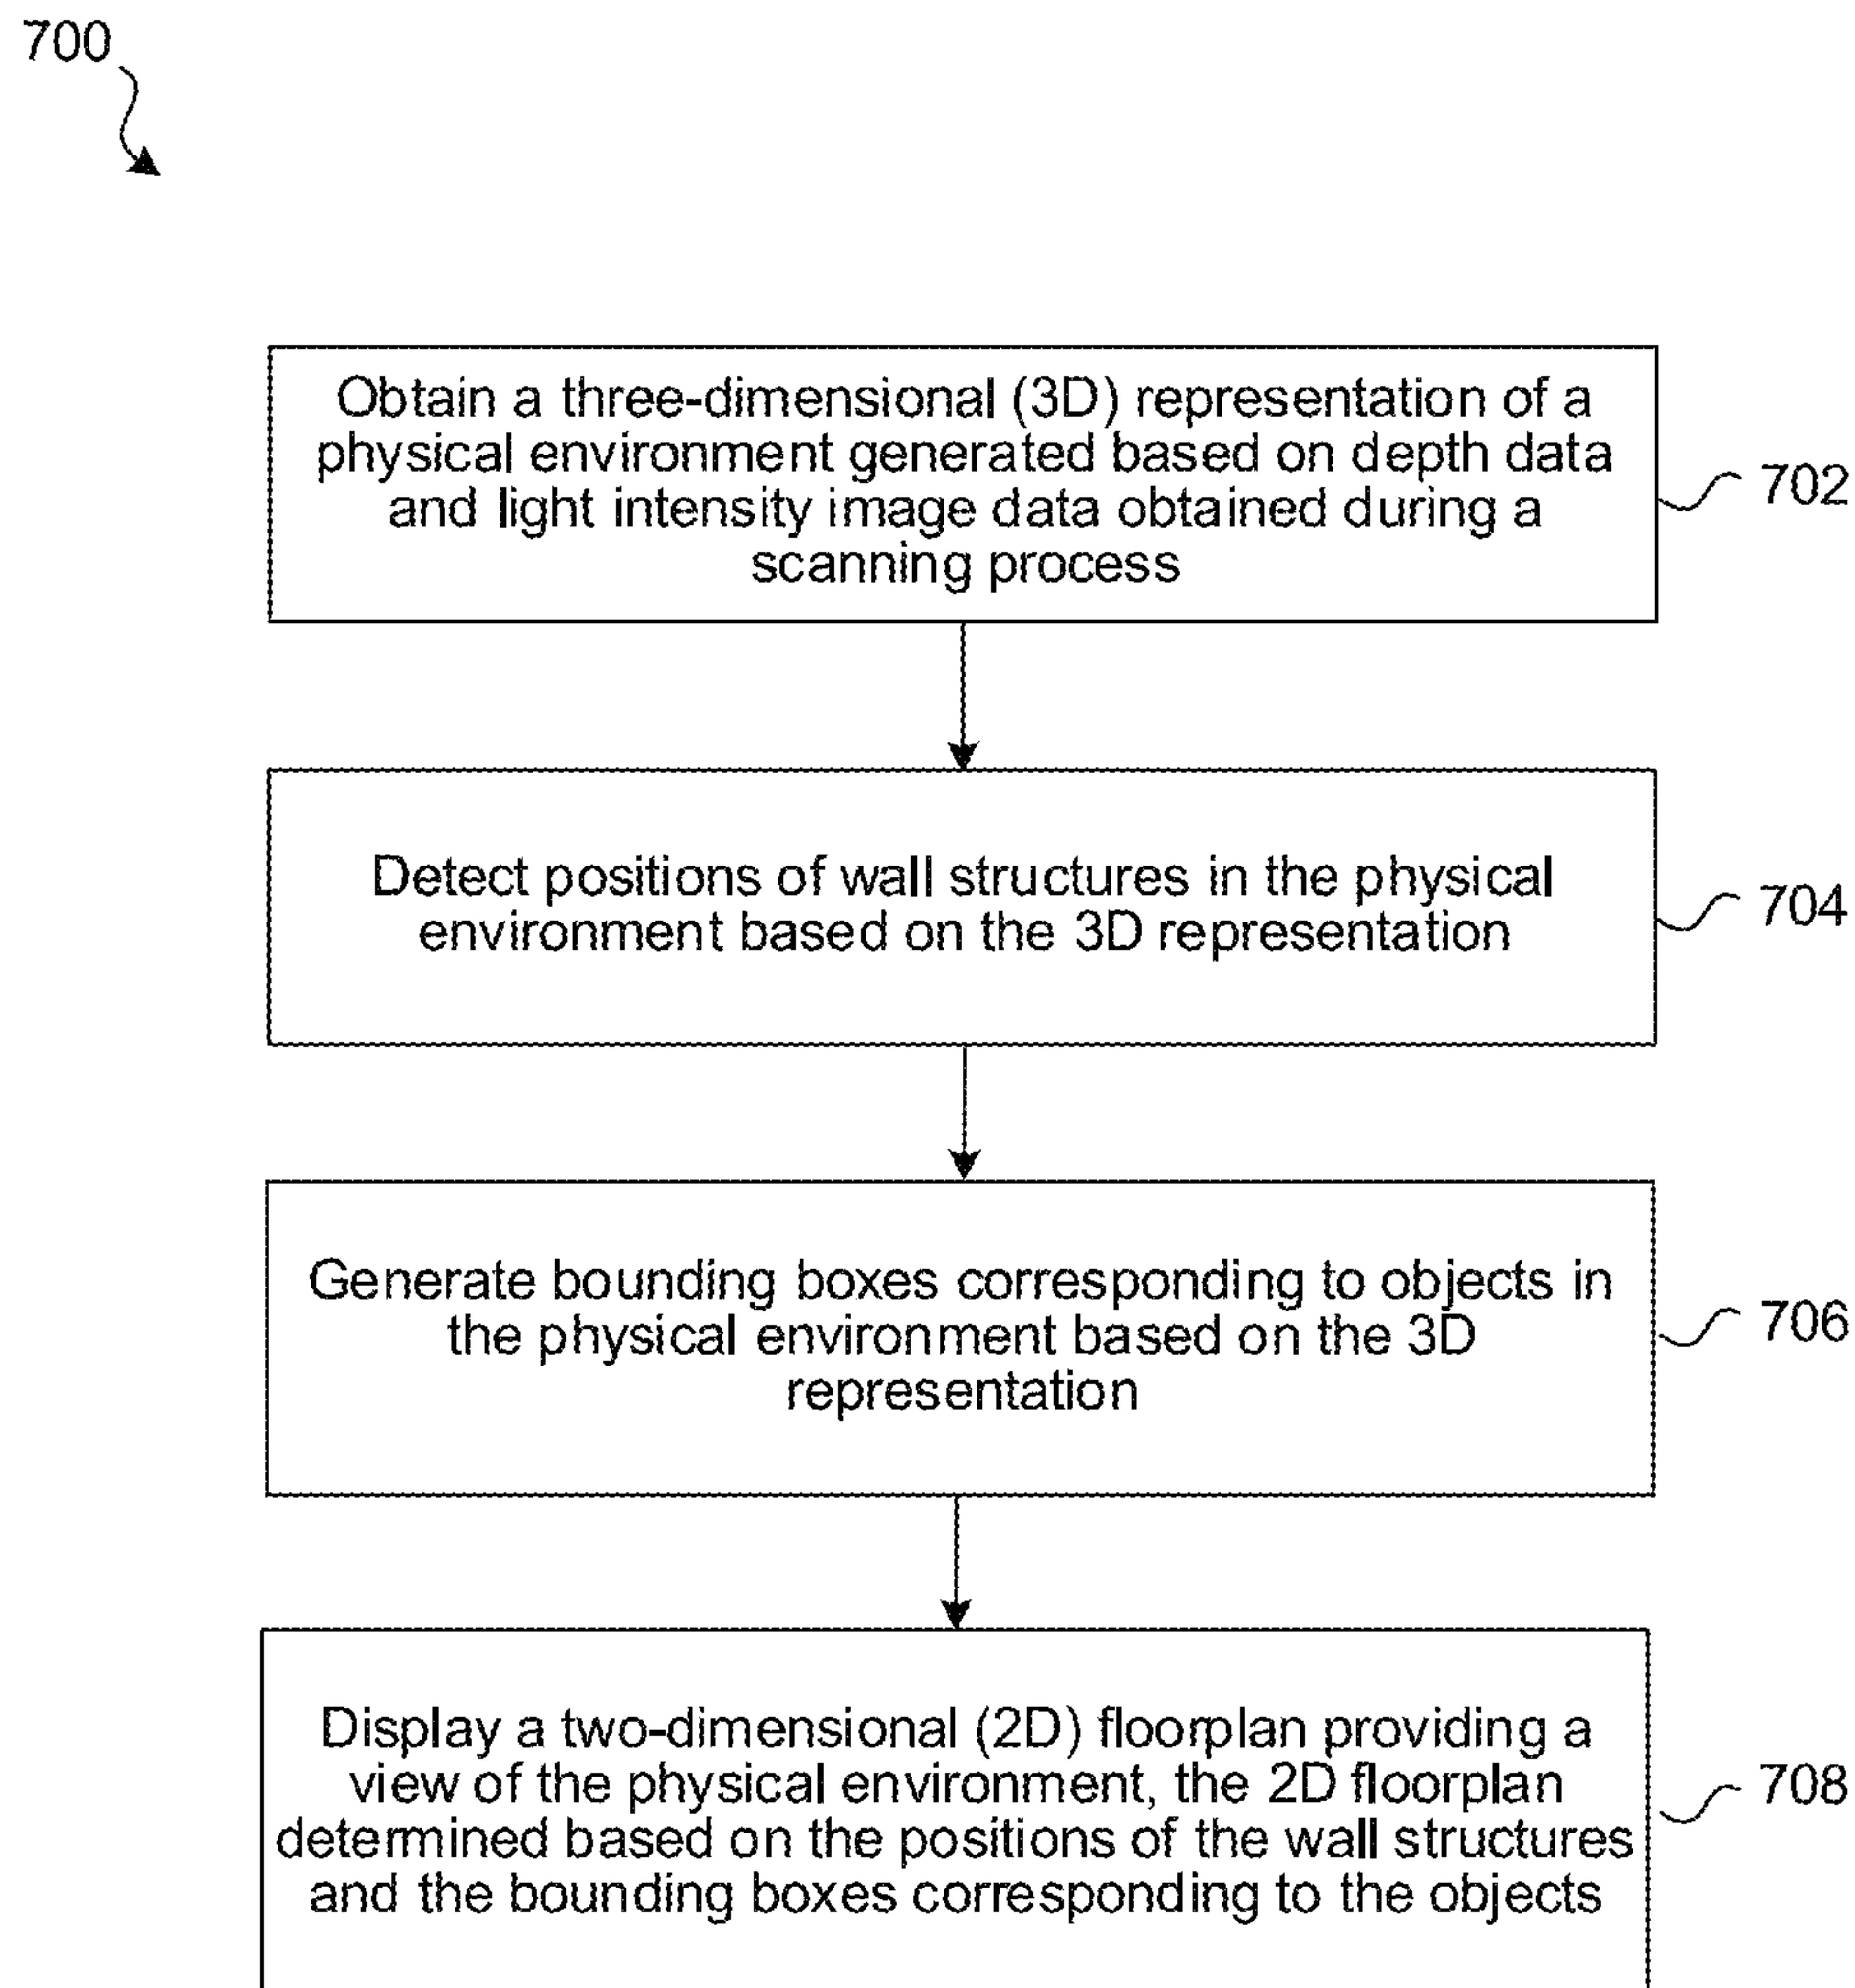 700
Obtain a three-dimensional (3D) representation of a
physical environment generated based on depth data
and light intensity image data obtained during a
scanning process
702
Detect positions of wall structures in the physical
environment based on the 3D representation
704
Generate bounding boxes corresponding to objects in
the physical environment based on the 3D
representation
706
Display a two-dimensional (2D) floorplan providing a
view of the physical environment, the 2D floorplan
determined based on the positions of the wall structures
and the bounding boxes corresponding to the objects
708